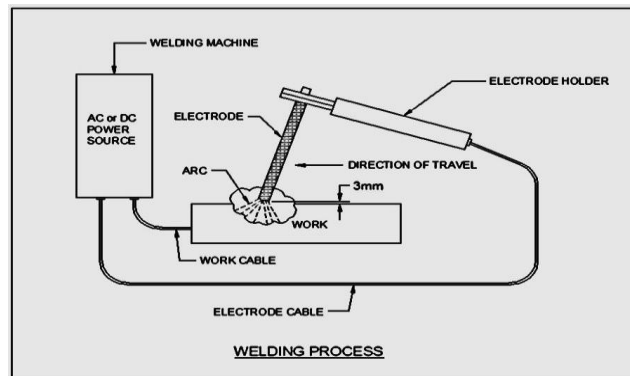 WELDING MACHINE
AC or DC
POWER
SOURCE
ELECTRODE
ELECTRODE HOLDER
DIRECTION OF TRAVEL
ARC
3mm
WORK
WORK CABLE
ELECTRODE CABLE
WELDING PROCESS